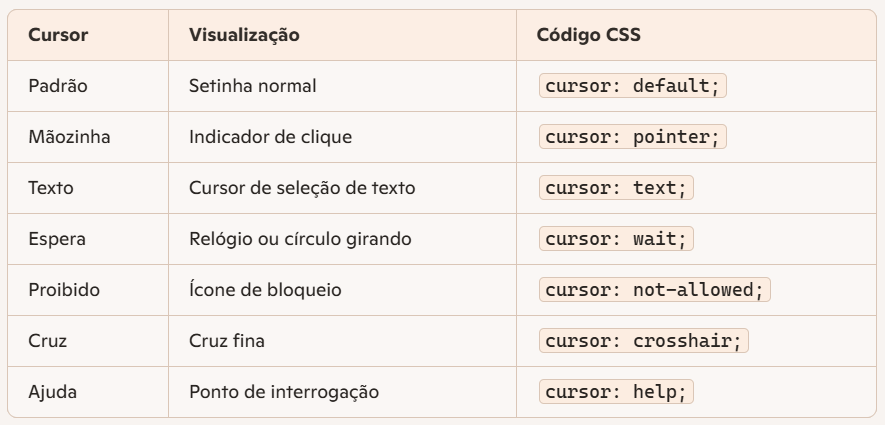 Cursor Visualização Código CSS
Padrão Setinha normal cursor: default;
Mãozinha Indicador de clique cursor: pointer;
Texto Cursor de seleção de texto cursor: text;
Espera Relógio ou círculo girando cursor: wait;
Proibido Ícone de bloqueio cursor: not-allowed;
Cruz Cruz fina cursor: crosshair;
Ajuda Ponto de interrogação cursor: help;